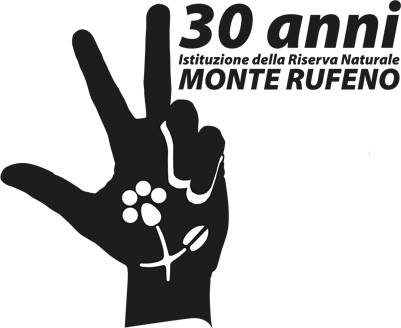 30 anni
Istituzione della Riserva Naturale
MONTE RUFENO